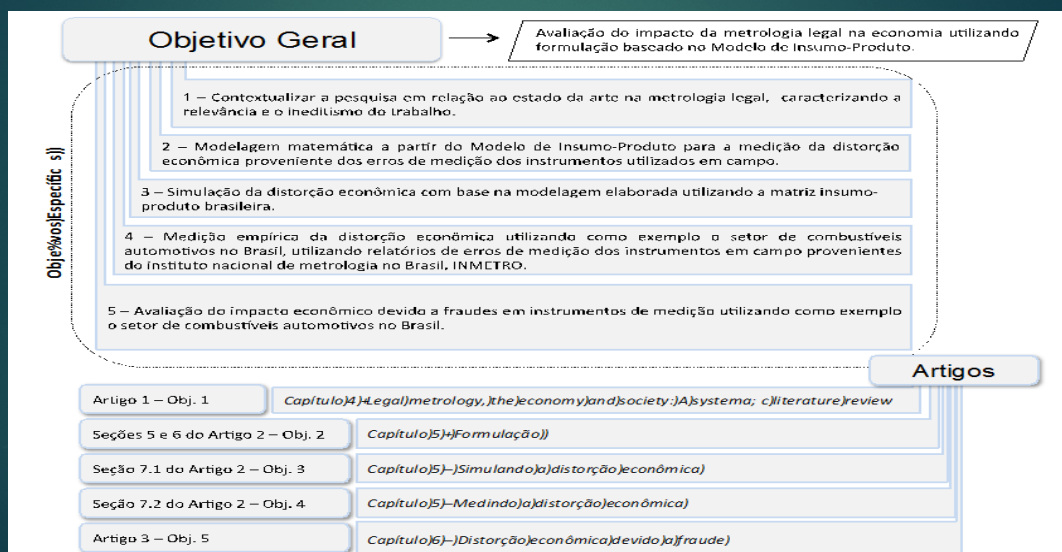 Objetivo Geral
Avaliação do impacto da metrologia legal na economia utilizando
formulação baseado no Modelo de Insumo-Produto.
1 – Contextualizar a pesquisa em relação ao estado da arte na metrologia legal, caracterizando a
relevância e o ineditismo do trabalho.
2 – Modelagem matemática a partir do Modelo de Insumo-Produto para a medição da distorção
econômica proveniente dos erros de medição dos instrumentos utilizados em campo.
3 – Simulação da distorção econômica com base na modelagem elaborada utilizando a matriz insumo-
produto brasileira.
4 – Medição empírica da distorção econômica utilizando como exemplo o setor de combustíveis
automotivos no Brasil, utilizando relatórios de erros de medição dos instrumentos em campo provenientes
do instituto nacional de metrologia no Brasil, INMETRO.
5 – Avaliação do impacto econômico devido a fraudes em instrumentos de medição utilizando como exemplo
o setor de combustíveis automotivos no Brasil.
Obje%vos)Específic s))
Artigos
Artigo 1 – Obj. 1
Capítulo)4)+Legal)metrology,)the)economy)and)society:)A)systema; c)literature)review
Seções 5 e 6 do Artigo 2 – Obj. 2
Capítulo)5)+)Formulação))
Seção 7.1 do Artigo 2 – Obj. 3
Capítulo)5)–)Simulando)a)distorção)econômica)
Seção 7.2 do Artigo 2 – Obj. 4
Capítulo)5)–Medindo)a)distorção)econômica)
Artigo 3 – Obj. 5
Capítulo)6)–)Distorção)econômica)devido)a)fraude)